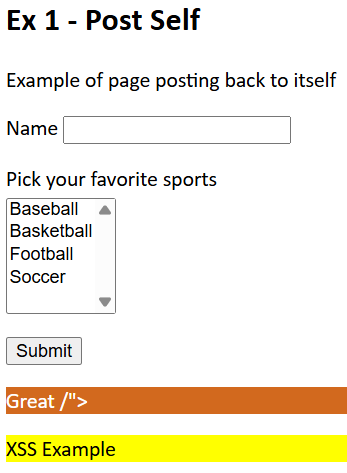 Ex 1 - Post Self
Example of page posting back to itself
Name
Pick your favorite sports
Baseball
Basketball
Football
Soccer
Submit
Great /">
XSS Example